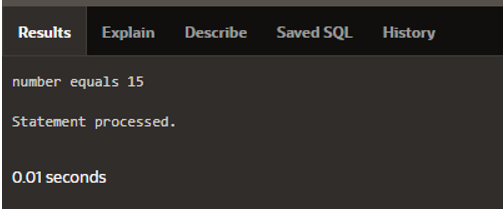 Results Explain Describe Saved SQL History
number equals 15
Statement processed.
0.01 seconds